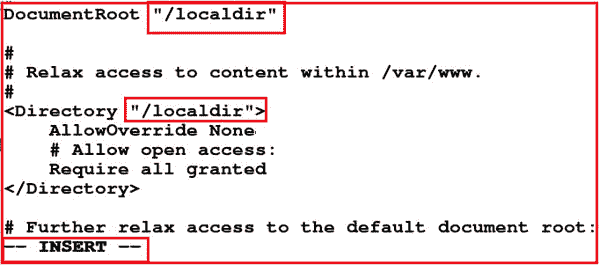 DocumentRoot "/localdir"
#
# Relax access to content within /var/www.
#
<Directory "/localdir">
    AllowOverride None
    # Allow open access:
    Require all granted
</Directory>
# Further relax access to the default document root:
-- INSERT --